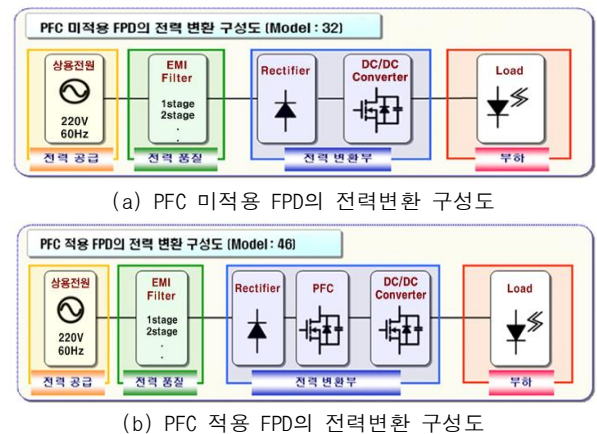 PFC 미적용 FPD의 전력 변환 구성도 (Model : 32)
상용전원
220V
60Hz
전력 공급
EMI
Filter
1stage
2stage
.
.
전력 품질
Rectifier
DC/DC
Converter
전력 변환부
Load
부하
(a) PFC 미적용 FPD의 전력변환 구성도
PFC 적용 FPD의 전력 변환 구성도 (Model : 46)
상용전원
220V
60Hz
전력 공급
EMI
Filter
1stage
2stage
.
.
전력 품질
Rectifier
PFC
DC/DC
Converter
전력 변환부
Load
부하
(b) PFC 적용 FPD의 전력변환 구성도